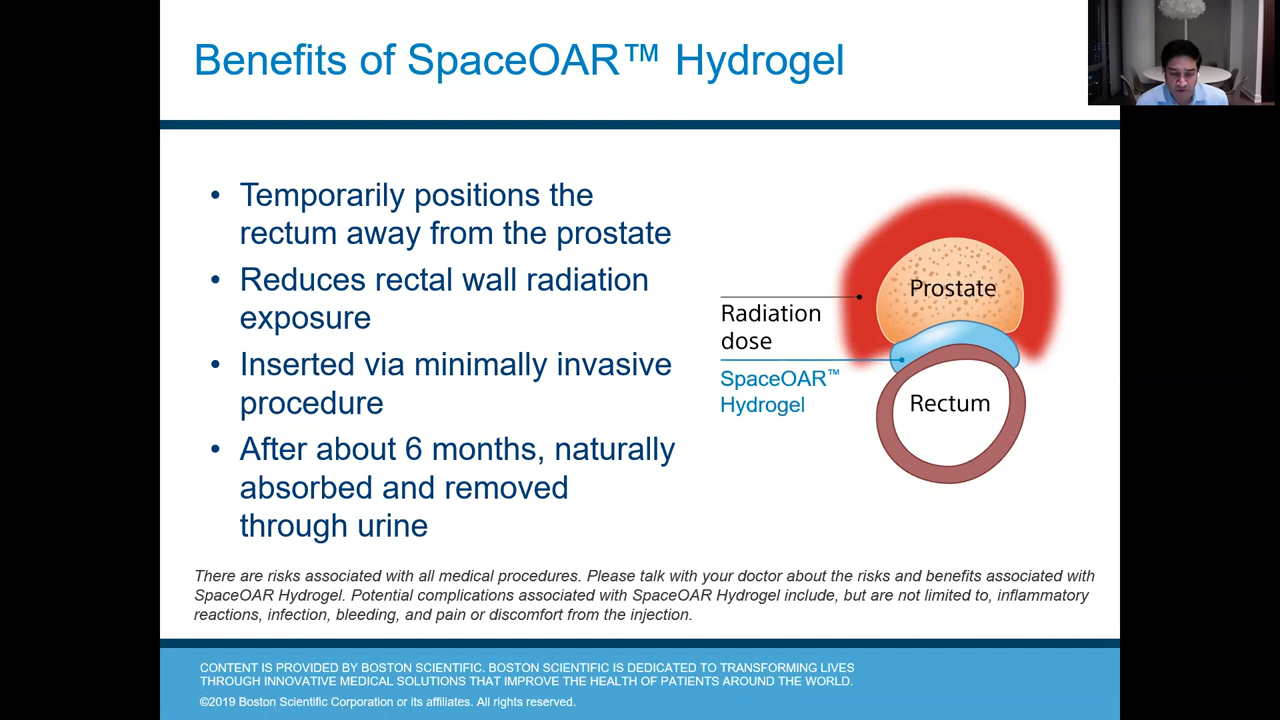 Benefits of SpaceOAR™ Hydrogel
• Temporarily positions the
rectum away from the prostate
• Reduces rectal wall radiation
exposure
• Inserted via minimally invasive
procedure
• After about 6 months, naturally
absorbed and removed
through urine
Prostate
Radiation
dose
SpaceOAR™
Hydrogel
Rectum
There are risks associated with all medical procedures. Please talk with your doctor about the risks and benefits associated with
SpaceOAR Hydrogel. Potential complications associated with SpaceOAR Hydrogel include, but are not limited to, inflammatory
reactions, infection, bleeding, and pain or discomfort from the injection.
CONTENT IS PROVIDED BY BOSTON SCIENTIFIC. BOSTON SCIENTIFIC IS DEDICATED TO TRANSFORMING LIVES
THROUGH INNOVATIVE MEDICAL SOLUTIONS THAT IMPROVE THE HEALTH OF PATIENTS AROUND THE WORLD.
©2019 Boston Scientific Corporation or its affiliates. All rights reserved.